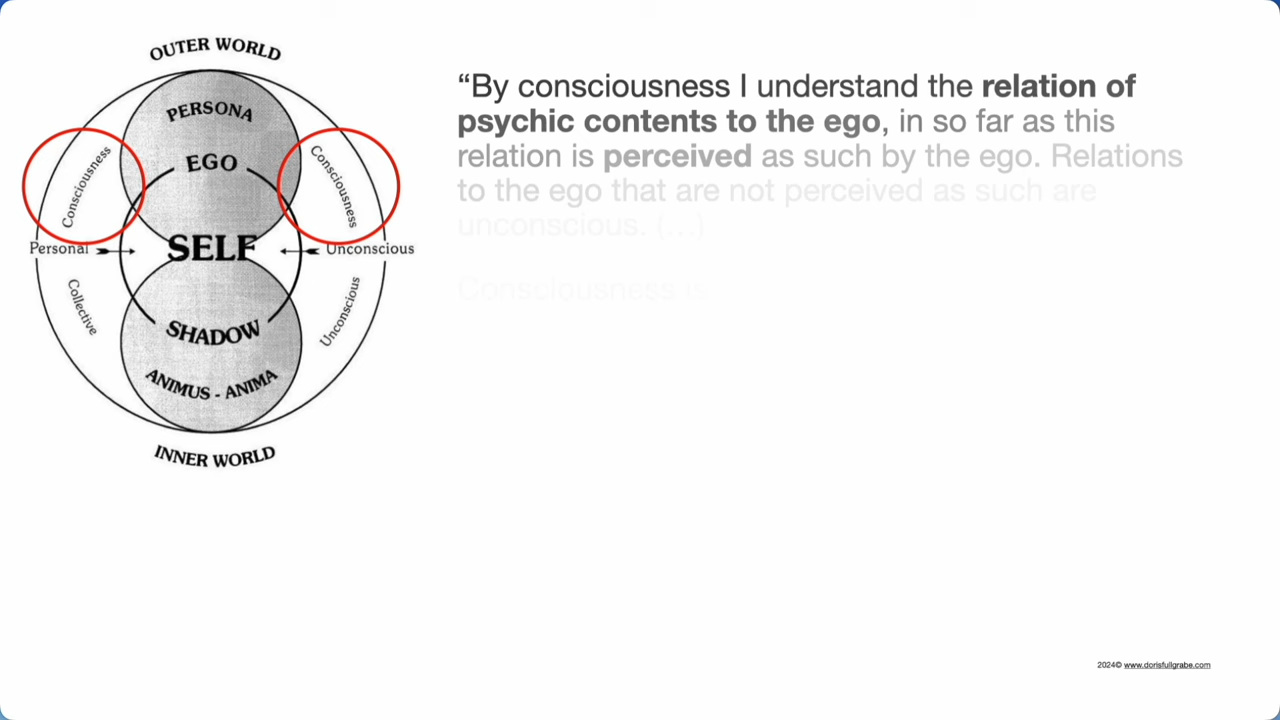 OUTER WORLD
PERSONA
EGO
Consciousness
Consciousness
Personal
SELF
Unconscious
Collective
Unconscious
SHADOW
ANIMUS - ANIMA
INNER WORLD
“By consciousness I understand the relation of
psychic contents to the ego, in so far as this
relation is perceived as such by the ego. Relations
to the ego that are not perceived as such are
unconscious. (...)
Consciousness is
2024© www.dorisfullgrabe.com